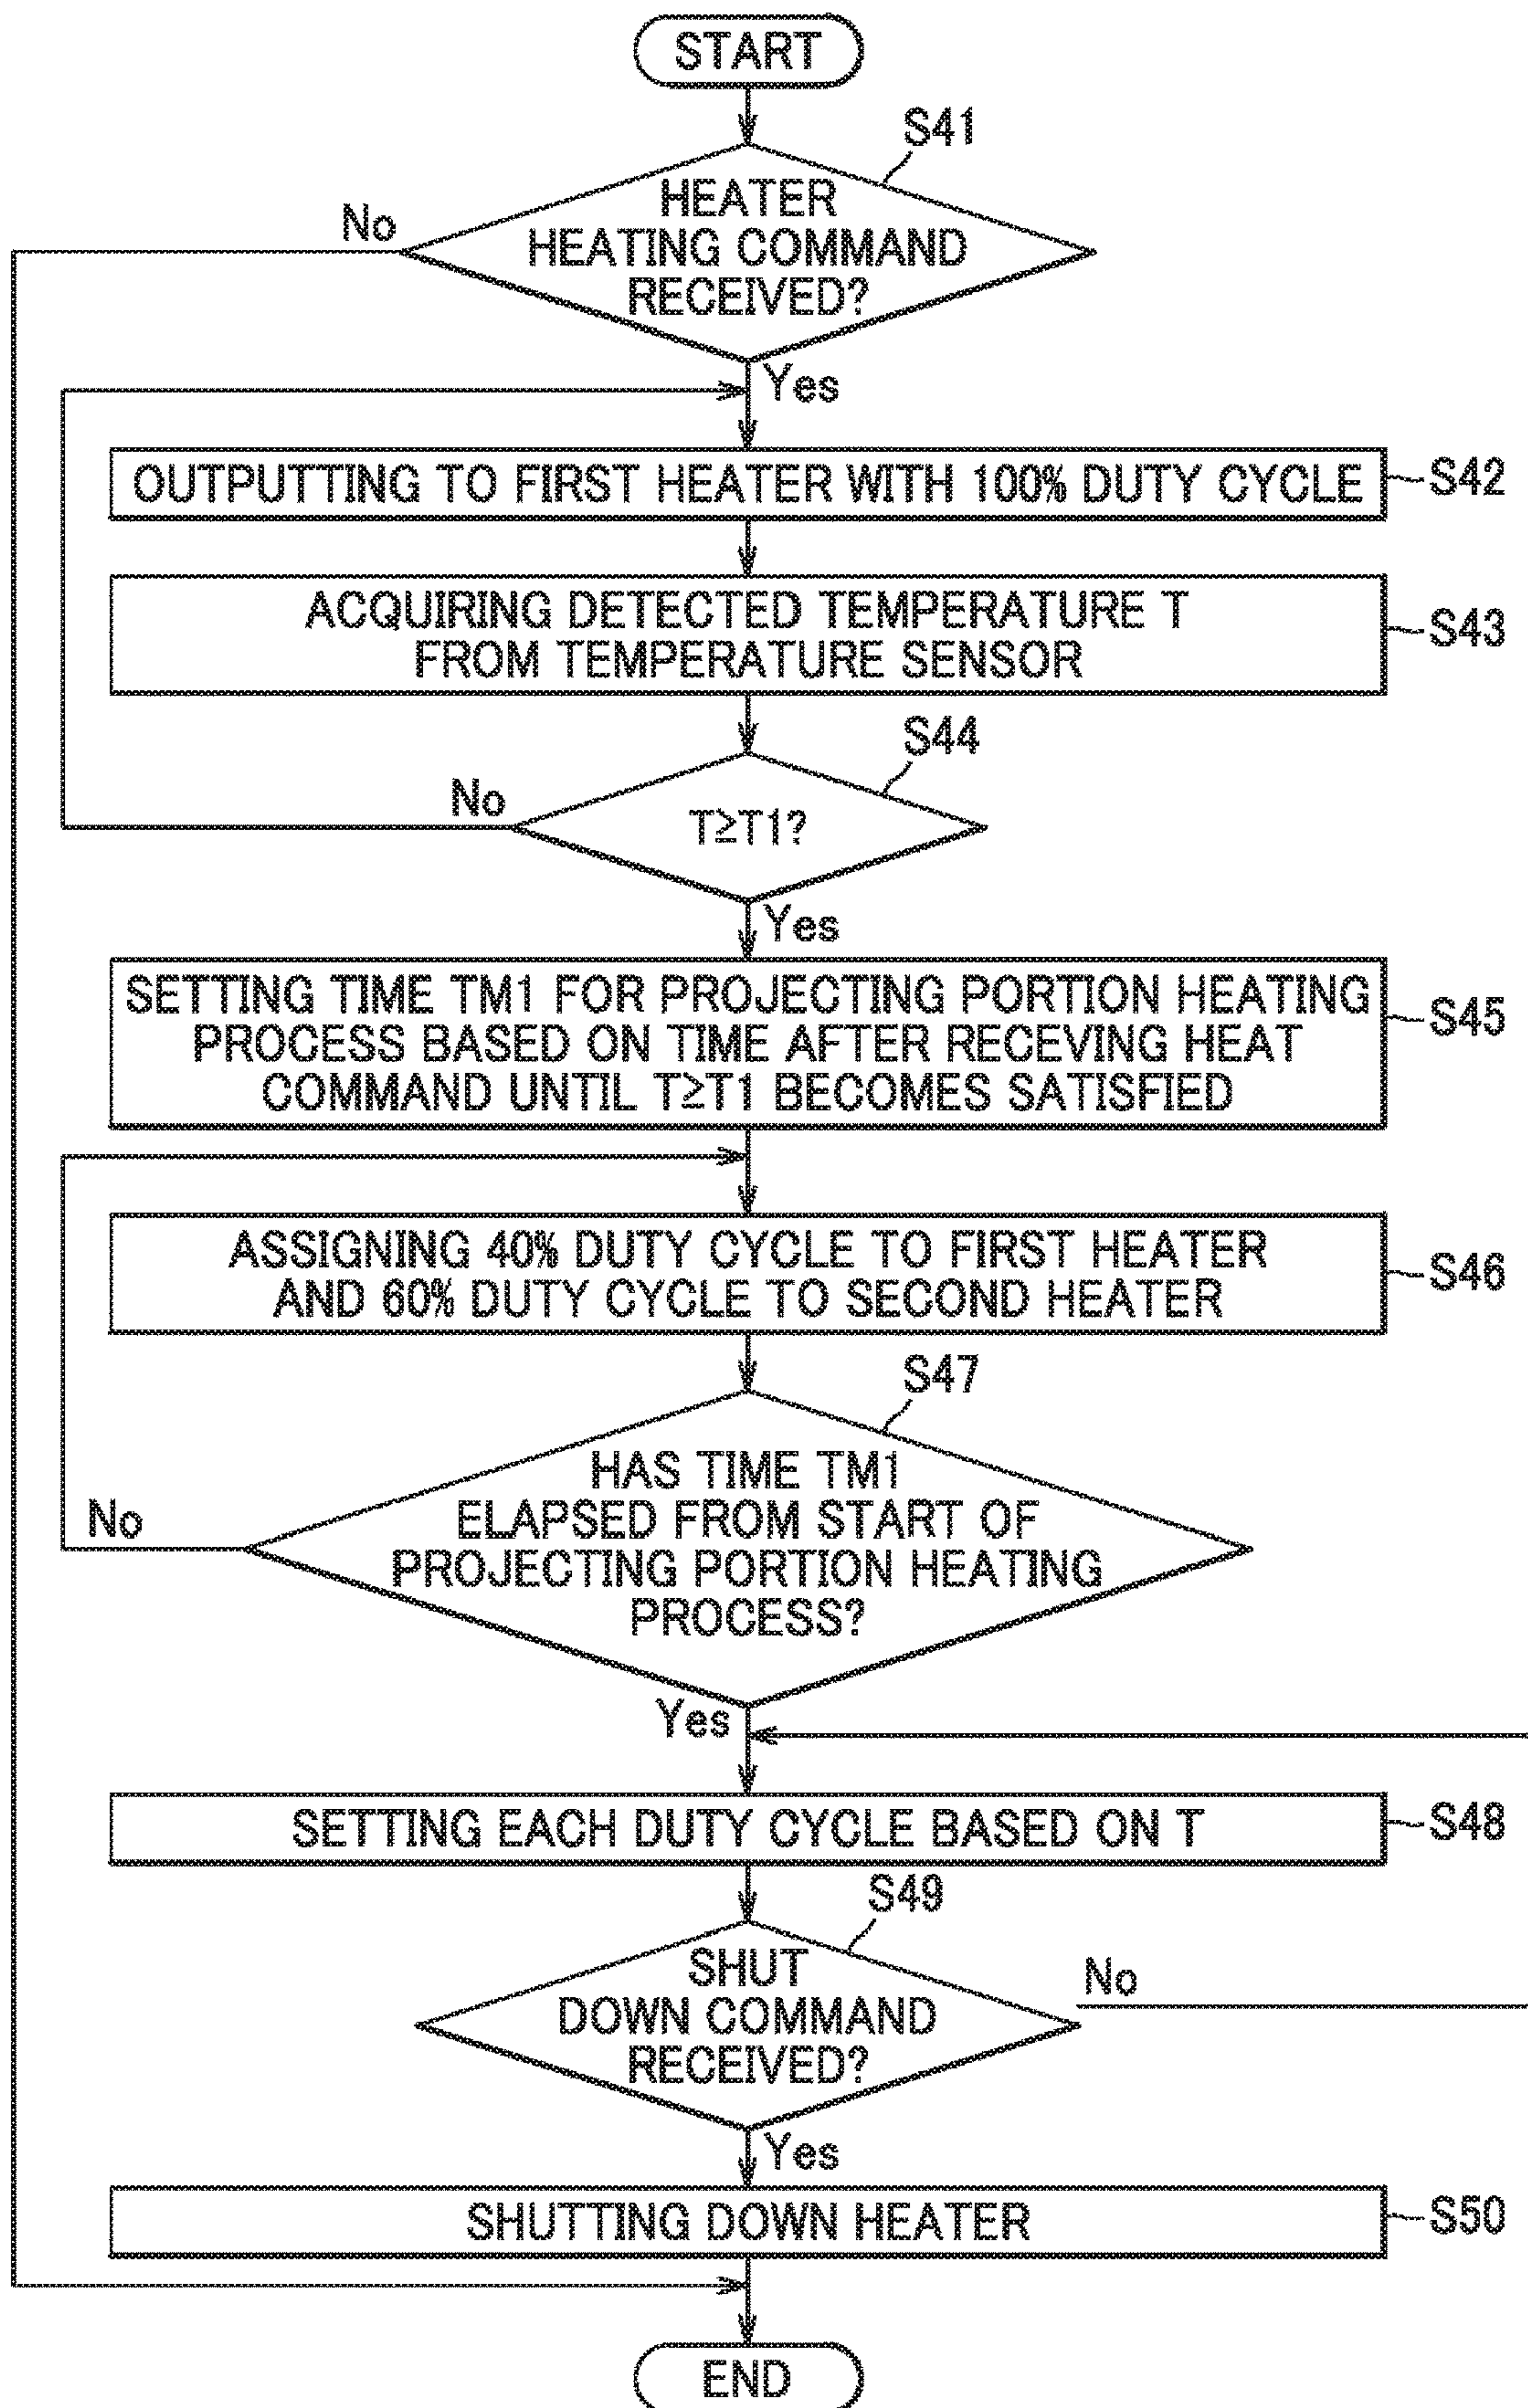 START
S41
HEATER
HEATING COMMAND
RECEIVED?
No
Yes
OUTPUTTING TO FIRST HEATER WITH 100% DUTY CYCLE
S42
ACQUIRING DETECTED TEMPERATURE T
FROM TEMPERATURE SENSOR
S43
S44
T≧T1?
No
Yes
SETTING TIME TM1 FOR PROJECTING PORTION HEATING
PROCESS BASED ON TIME AFTER RECEVING HEAT
COMMAND UNTIL T≧T1 BECOMES SATISFIED
S45
ASSIGNING 40% DUTY CYCLE TO FIRST HEATER
AND 60% DUTY CYCLE TO SECOND HEATER
S46
S47
HAS TIME TM1
ELAPSED FROM START OF
PROJECTING PORTION HEATING
PROCESS?
No
Yes
SETTING EACH DUTY CYCLE BASED ON T
S48
S49
SHUT
DOWN COMMAND
RECEIVED?
No
Yes
SHUTTING DOWN HEATER
S50
END